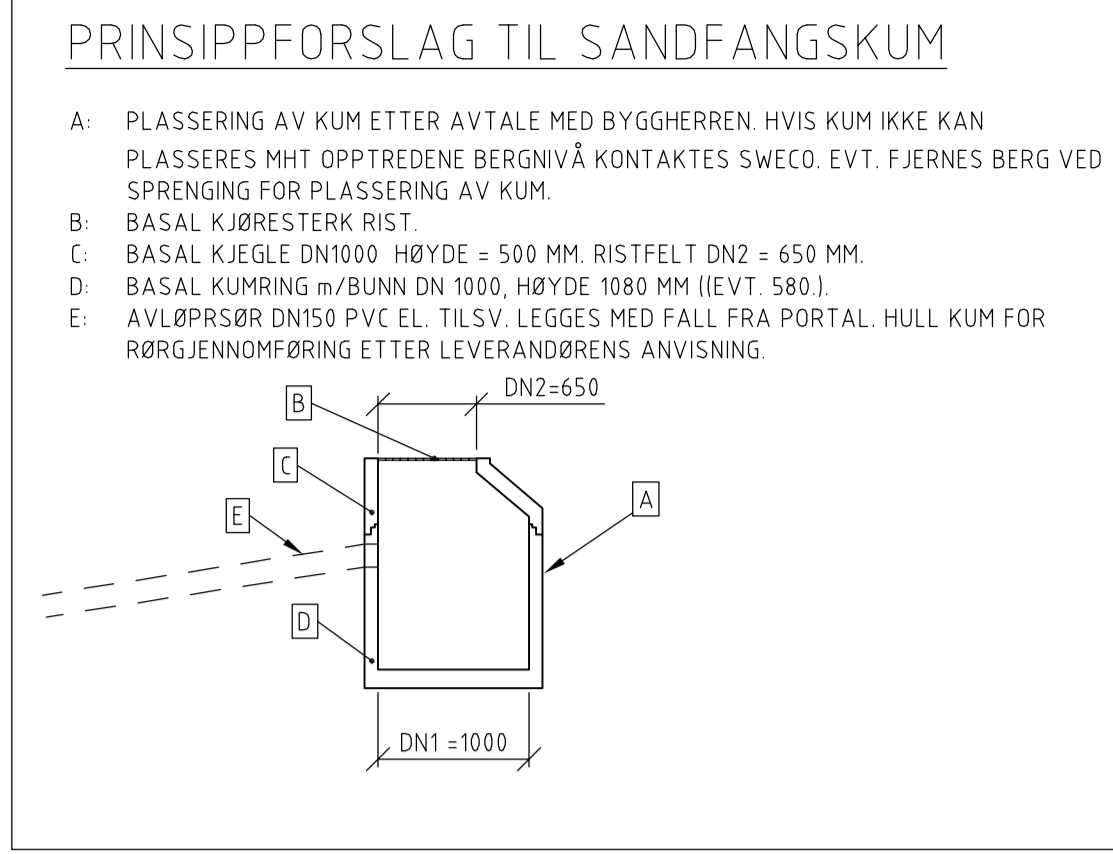 PRINSIPPFORSLAG TIL SANDFANGSKUM
A: PLASSERING AV KUM ETTER AVTALE MED BYGGHERREN. HVIS KUM IKKE KAN
PLASSERES MHT OPPTREDENE BERGNIVÅ KONTAKTES SWECO. EVT. FJERNES BERG VED
SPRENGING FOR PLASSERING AV KUM.
B: BASAL KJØRESTERK RIST.
C: BASAL KJEGLE DN1000 HØYDE = 500 MM. RISTFELT DN2 = 650 MM.
D: BASAL KUMRING m/BUNN DN 1000, HØYDE 1080 MM ((EVT. 580.).
E: AVLØPRSØR DN150 PVC EL. TILSV. LEGGES MED FALL FRA PORTAL. HULL KUM FOR
RØRGJENNOMFØRING ETTER LEVERANDØRENS ANVISNING.
DN2=650
B
C
A
E
D
DN1 =1000